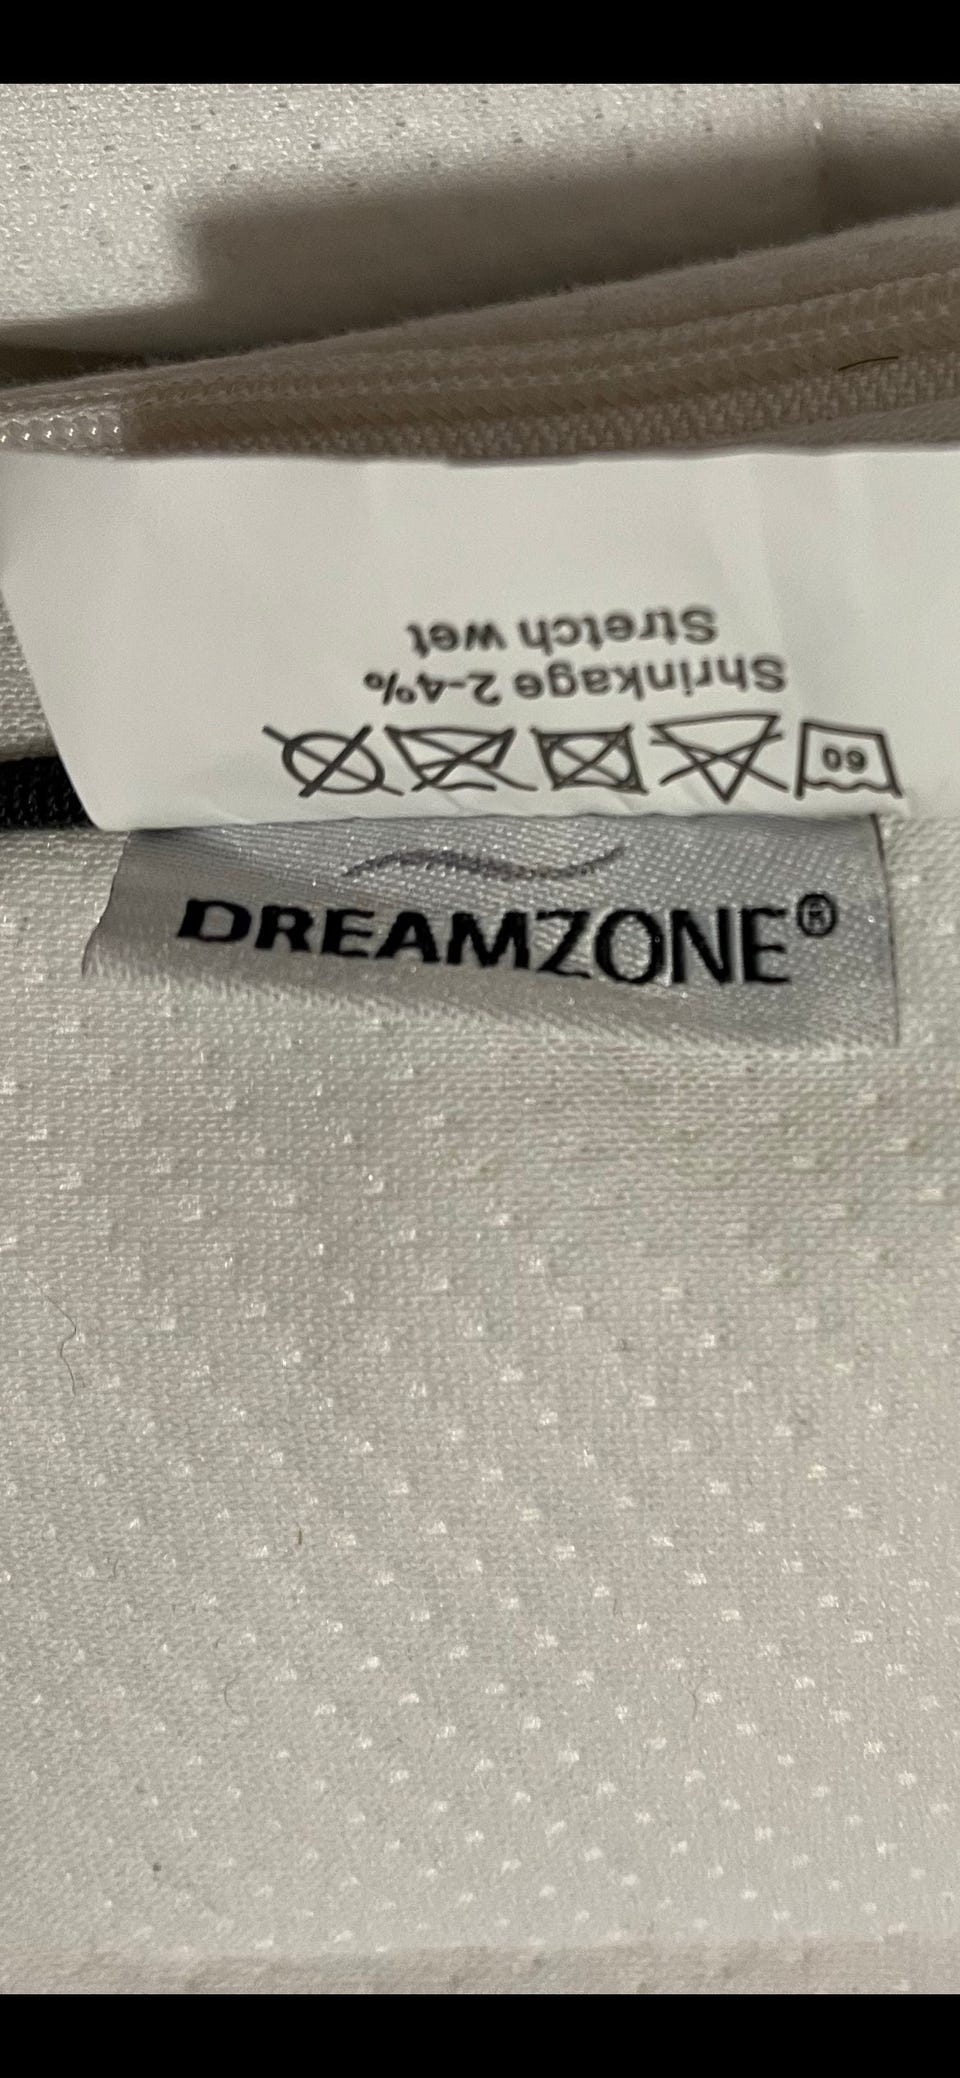 60
Shrinkage 2-4%
Stretch wet
DREAMZONE®